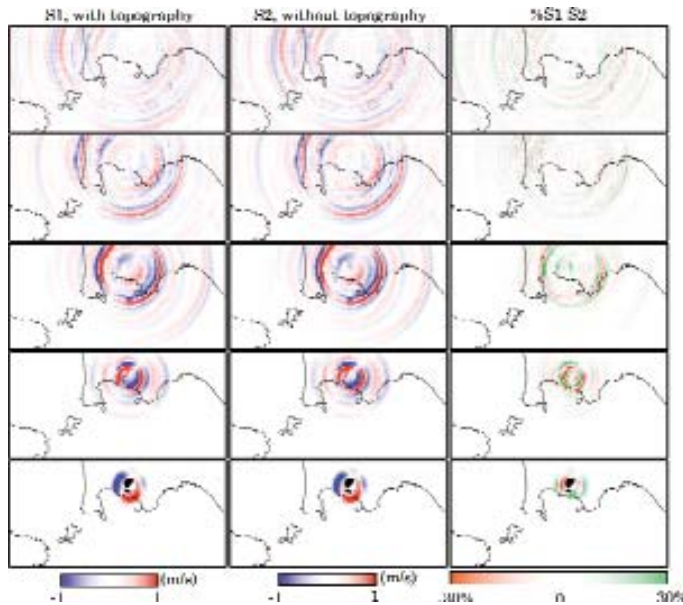 S1, with topography
S2, without topography
%S1 S2
(m/s)
-1
1
(m/s)
-1
1
-30%
0
30%